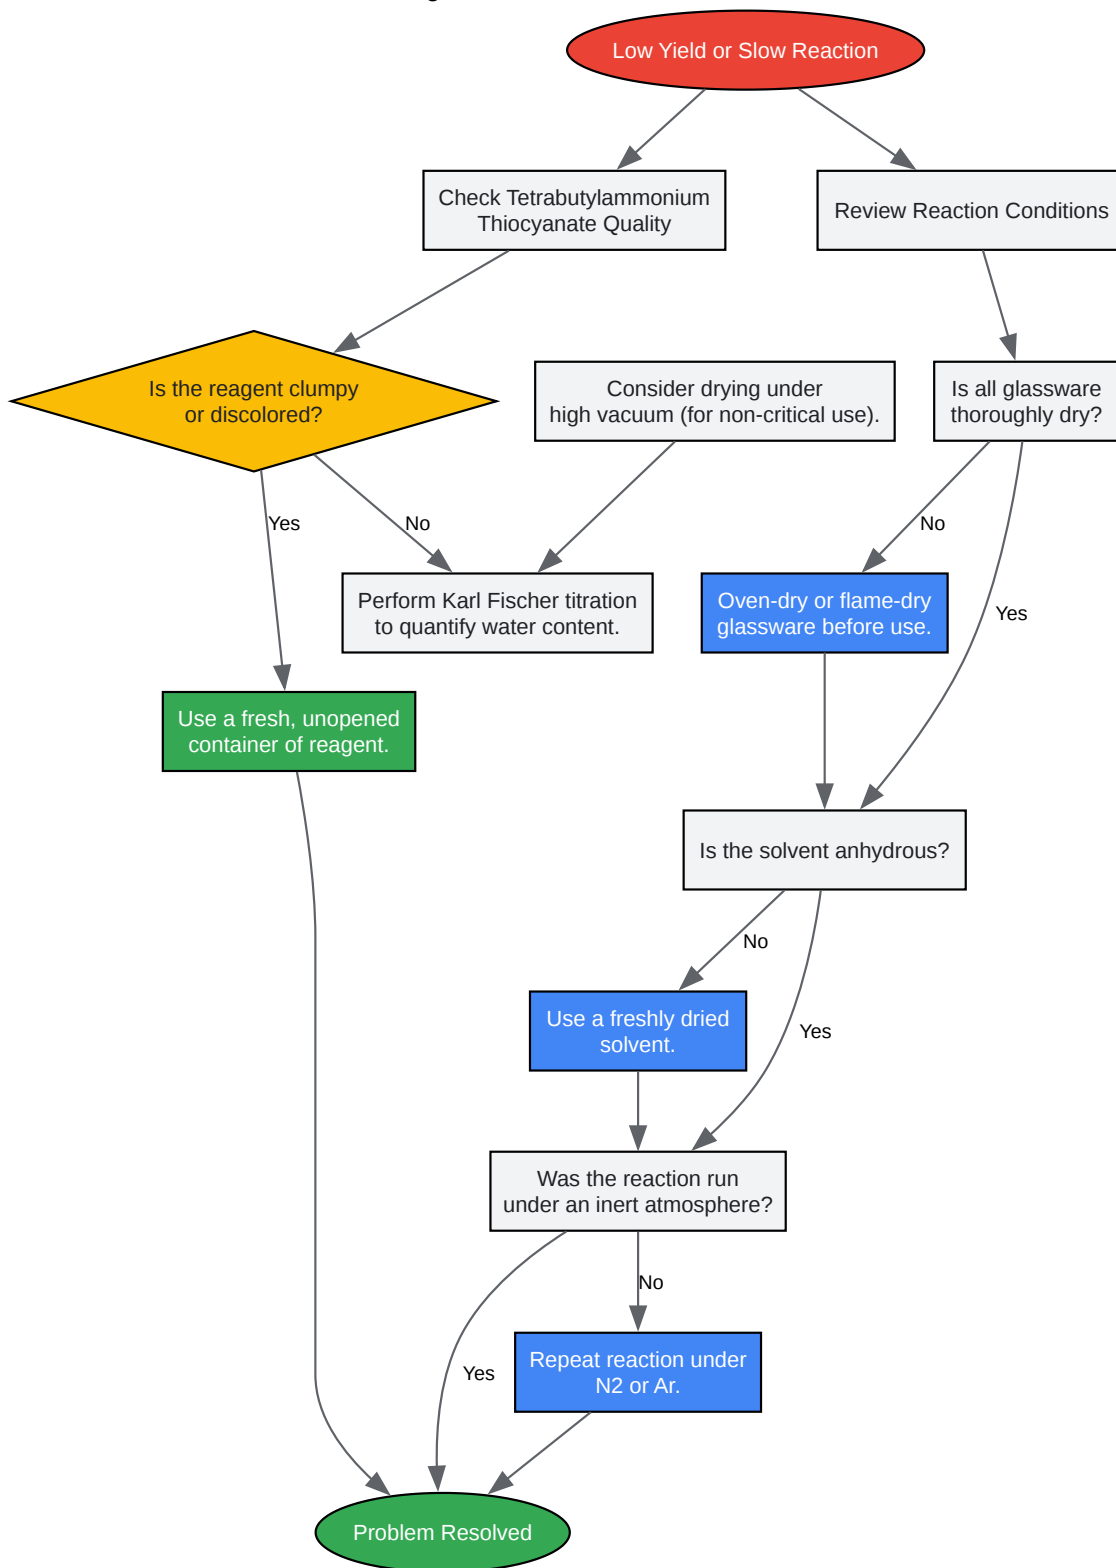 Low Yield or Slow Reaction
Check Tetrabutylammonium
Thiocyanate Quality
Review Reaction Conditions
Is the reagent clumpy
or discolored?
Consider drying under
high vacuum (for non-critical use).
Is all glassware
thoroughly dry?
Yes
No
No
Perform Karl Fischer titration
to quantify water content.
Oven-dry or flame-dry
glassware before use.
Yes
Use a fresh, unopened
container of reagent.
Is the solvent anhydrous?
No
Use a freshly dried
solvent.
Yes
Was the reaction run
under an inert atmosphere?
No
Repeat reaction under
N2 or Ar.
Yes
Problem Resolved